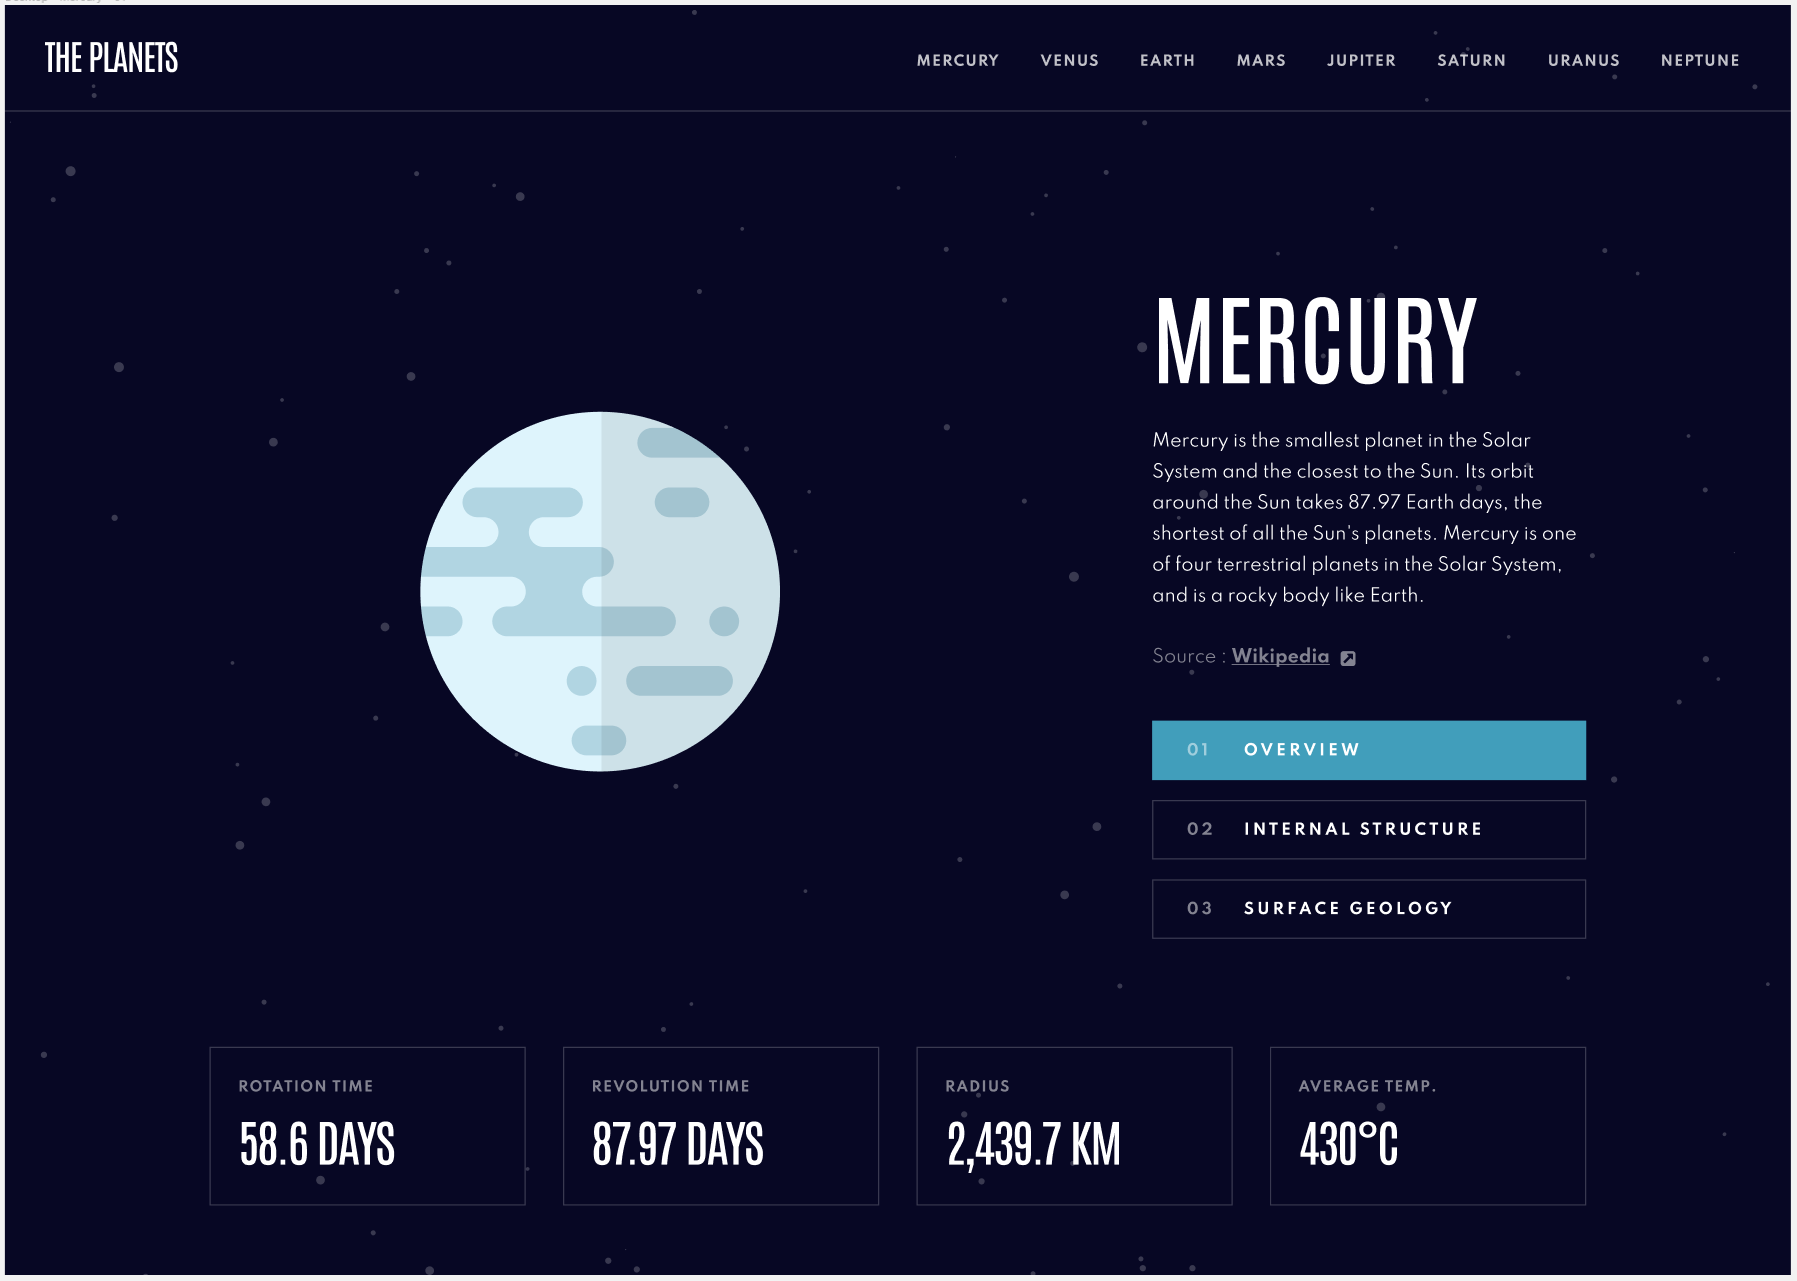 THE PLANETS
MERCURY VENUS EARTH MARS JUPITER SATURN URANUS NEPTUNE
MERCURY
Mercury is the smallest planet in the Solar
System and the closest to the Sun. Its orbit
around the Sun takes 87.97 Earth days, the
shortest of all the Sun's planets. Mercury is one
of four terrestrial planets in the Solar System,
and is a rocky body like Earth.
Source : Wikipedia
01 OVERVIEW
02 INTERNAL STRUCTURE
03 SURFACE GEOLOGY
ROTATION TIME
58.6 DAYS
REVOLUTION TIME
87.97 DAYS
RADIUS
2,439.7 KM
AVERAGE TEMP.
430°C